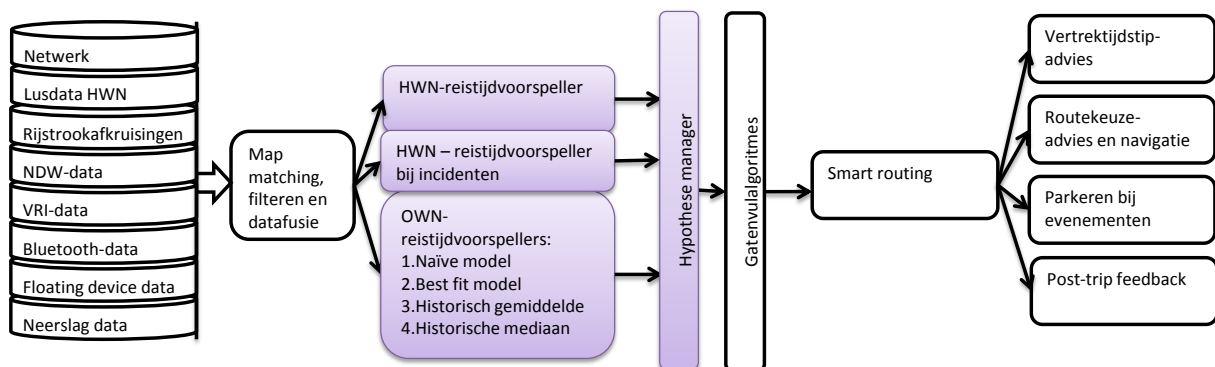 Netwerk
Lusdata HWN
Rijstrookafkruisingen
NDW-data
VRI-data
Bluetooth-data
Floating device data
Neerslag data
Map
matching,
filteren en
datafusie
HWN-reistijdvoorspeller
HWN – reistijdvoorspeller
bij incidenten
OWN-
reistijdvoorspellers:
1.Naïve model
2.Best fit model
3.Historisch gemiddelde
4.Historische mediaan
Hypothese manager
Gatenvulalgoritmes
Smart routing
Vertrektijdstip-
advies
Routekeuze-
advies en navigatie
Parkeren bij
evenementen
Post-trip feedback